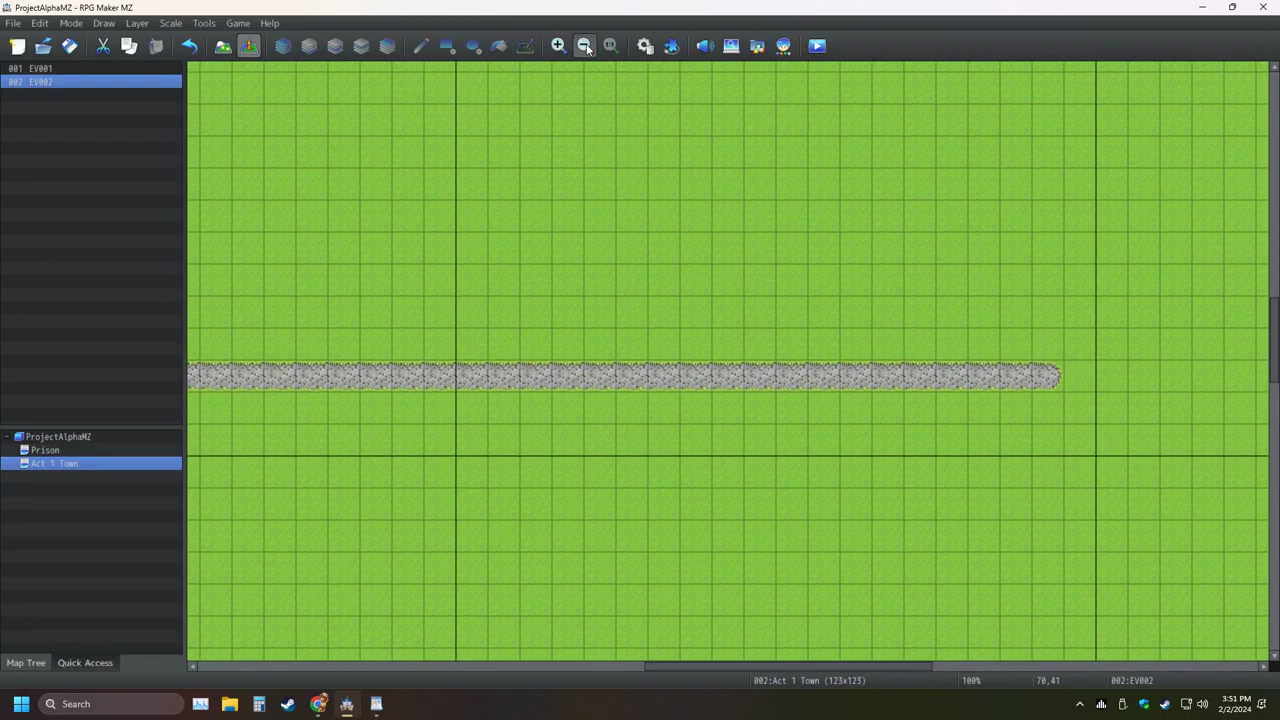 ProjectAlphaMZ - RPG Maker MZ
File Edit Mode Draw Layer Scale Tools Game Help
001 EV001
002 EV002
ProjectAlphaMZ
Prison
Act 1 Town
Map Tree Quick Access
002:Act 1 Town (123x123) 100% 70,41 002:EV002
Search
3:51 PM
2/2/2024